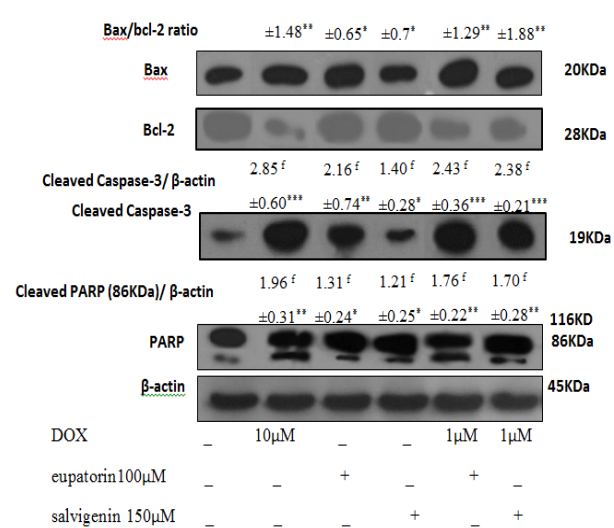 Bax/bcl-2 ratio ±1.48** ±0.65* ±0.7* ±1.29** ±1.88**
Bax 20KDa
Bcl-2 28KDa
2.85 f 2.16 f 1.40 f 2.43 f 2.38 f
Cleaved Caspase-3/ β-actin
±0.60*** ±0.74** ±0.28* ±0.36*** ±0.21***
Cleaved Caspase-3 19KDa
1.96 f 1.31 f 1.21 f 1.76 f 1.70 f
Cleaved PARP (86KDa)/ β-actin
±0.31** ±0.24* ±0.25* ±0.22** ±0.28** 116KD
PARP 86KDa
β-actin 45KDa
DOX _ 10μM _ _ 1μM 1μM
eupatorin100μM _ _ + _ + _
salvigenin 150μM _ _ _ + _ +